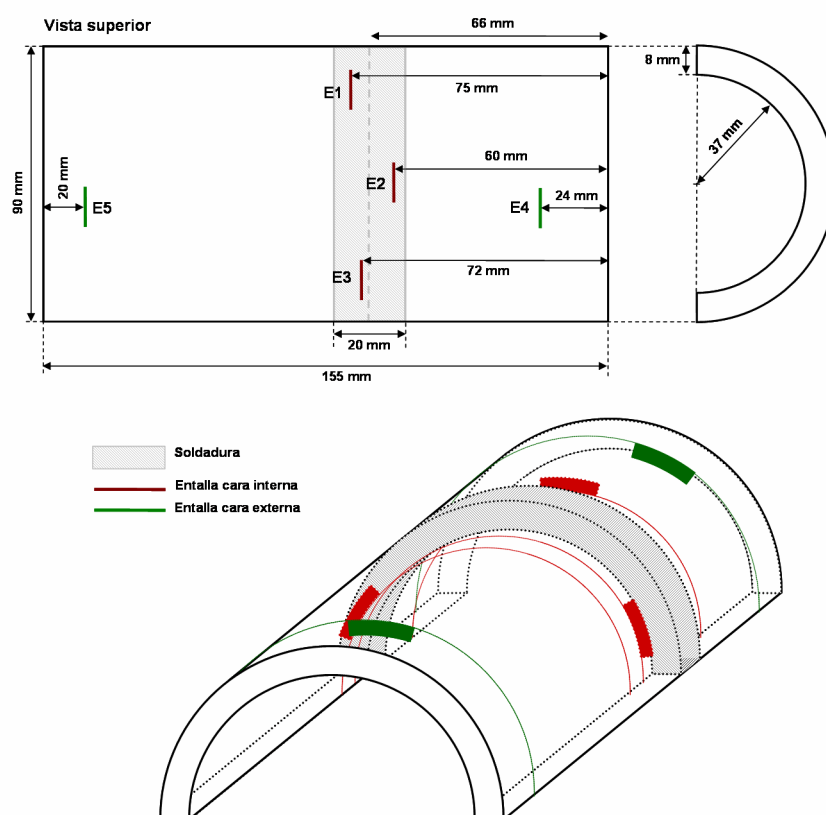 Vista superior
66 mm
8 mm
E1
75 mm
37 mm
60 mm
E2
20 mm
90 mm
E5
E4
24 mm
E3
72 mm
20 mm
155 mm
Soldadura
Entalla cara interna
Entalla cara externa